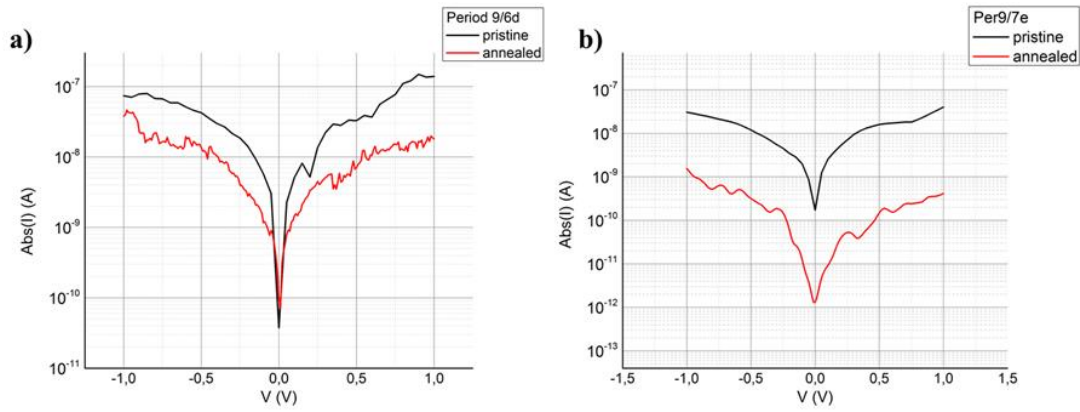 a)
Period 9/6d
pristine
annealed
10⁻⁷
10⁻⁸
10⁻⁹
10⁻¹⁰
10⁻¹¹
Abs(I) (A)
-1,0 -0,5 0,0 0,5 1,0
V (V)
b)
Per9/7e
pristine
annealed
10⁻⁷
10⁻⁸
10⁻⁹
10⁻¹⁰
10⁻¹¹
10⁻¹²
10⁻¹³
Abs(I) (A)
-1,5 -1,0 -0,5 0,0 0,5 1,0 1,5
V (V)